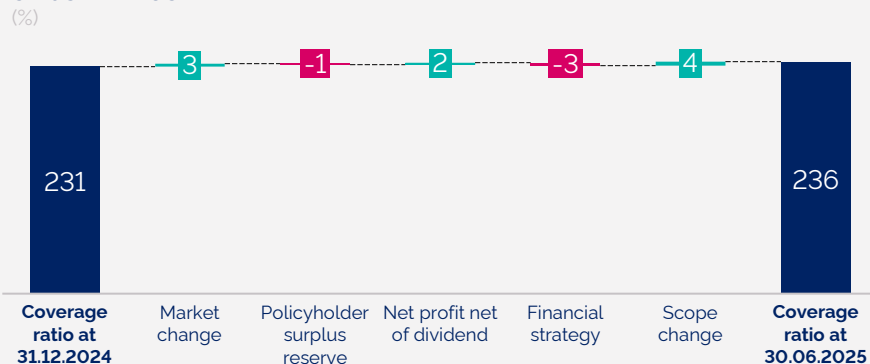 (%)
231
3
-1
2
-3
4
236
Coverage
ratio at
31.12.2024
Market
change
Policyholder
surplus
reserve
Net profit net
of dividend
Financial
strategy
Scope
change
Coverage
ratio at
30.06.2025